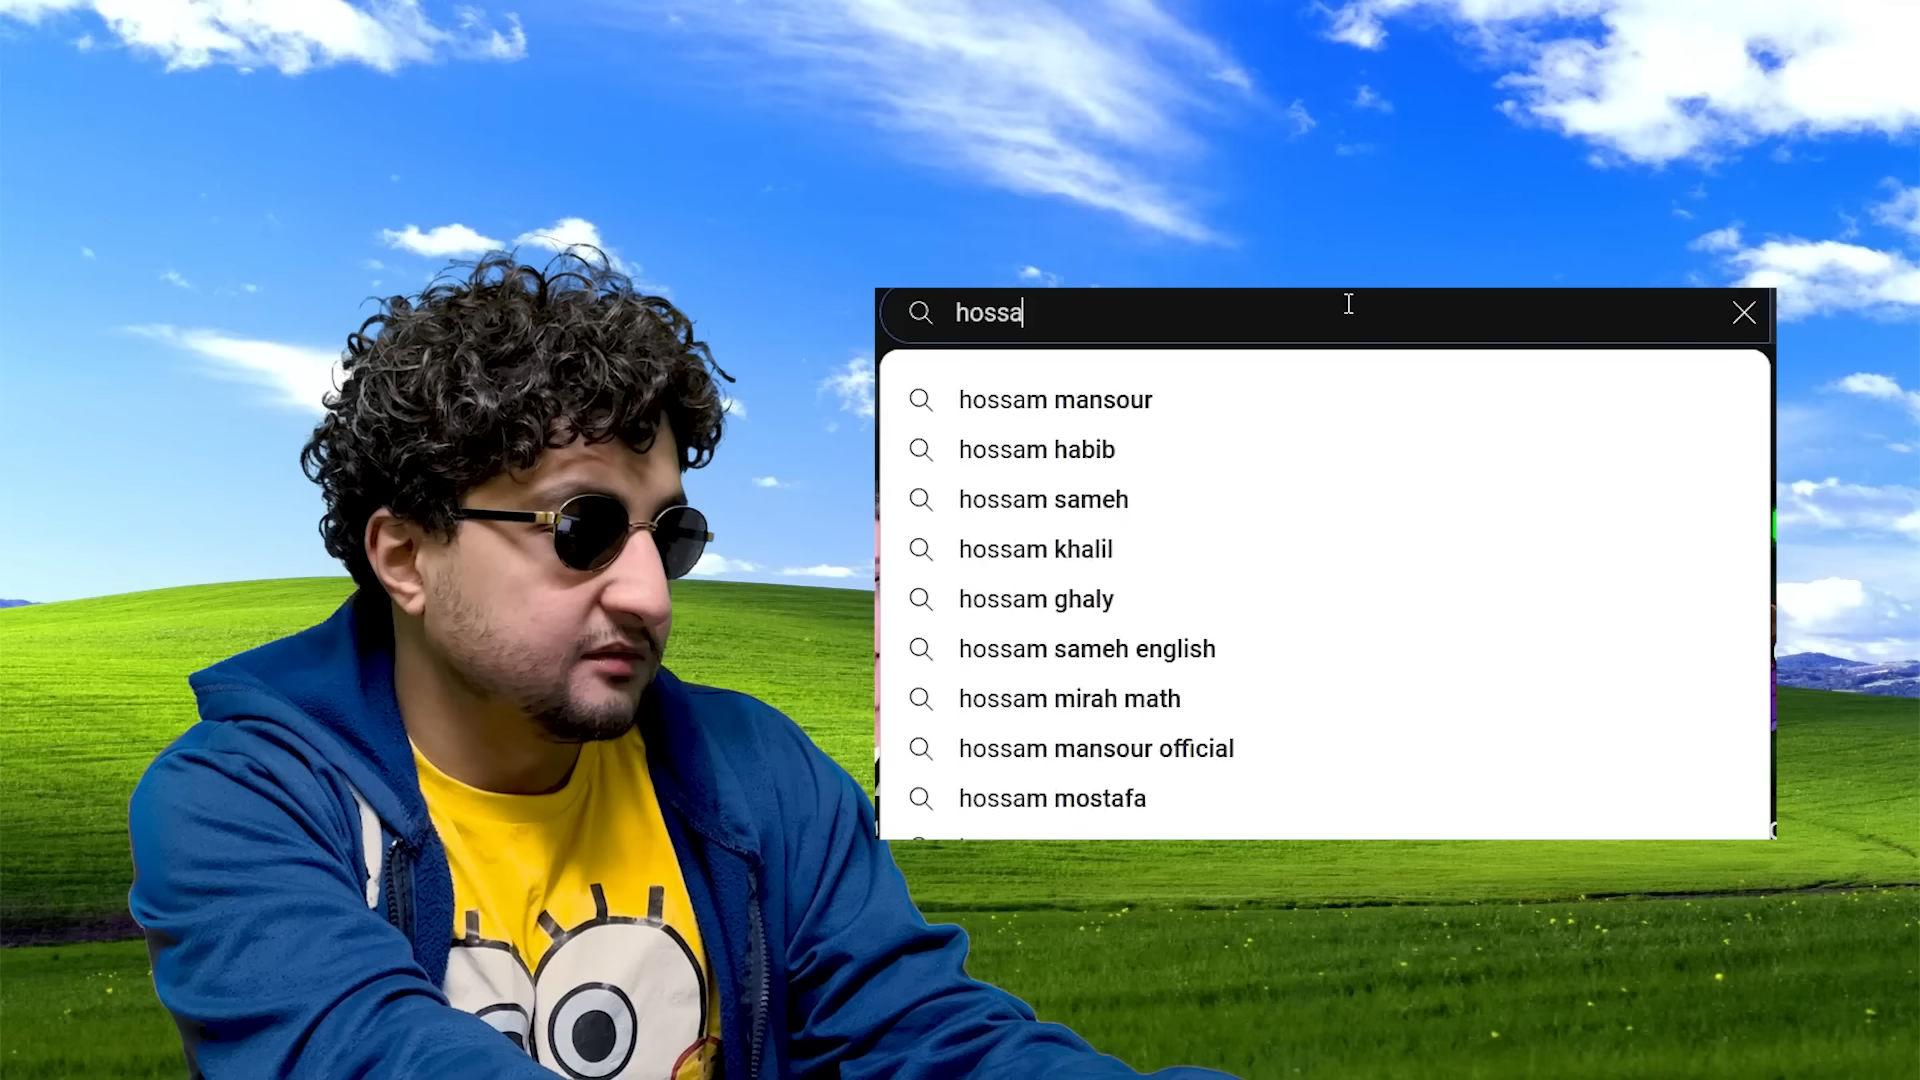 hossa
hossam mansour
hossam habib
hossam sameh
hossam khalil
hossam ghaly
hossam sameh english
hossam mirah math
hossam mansour official
hossam mostafa